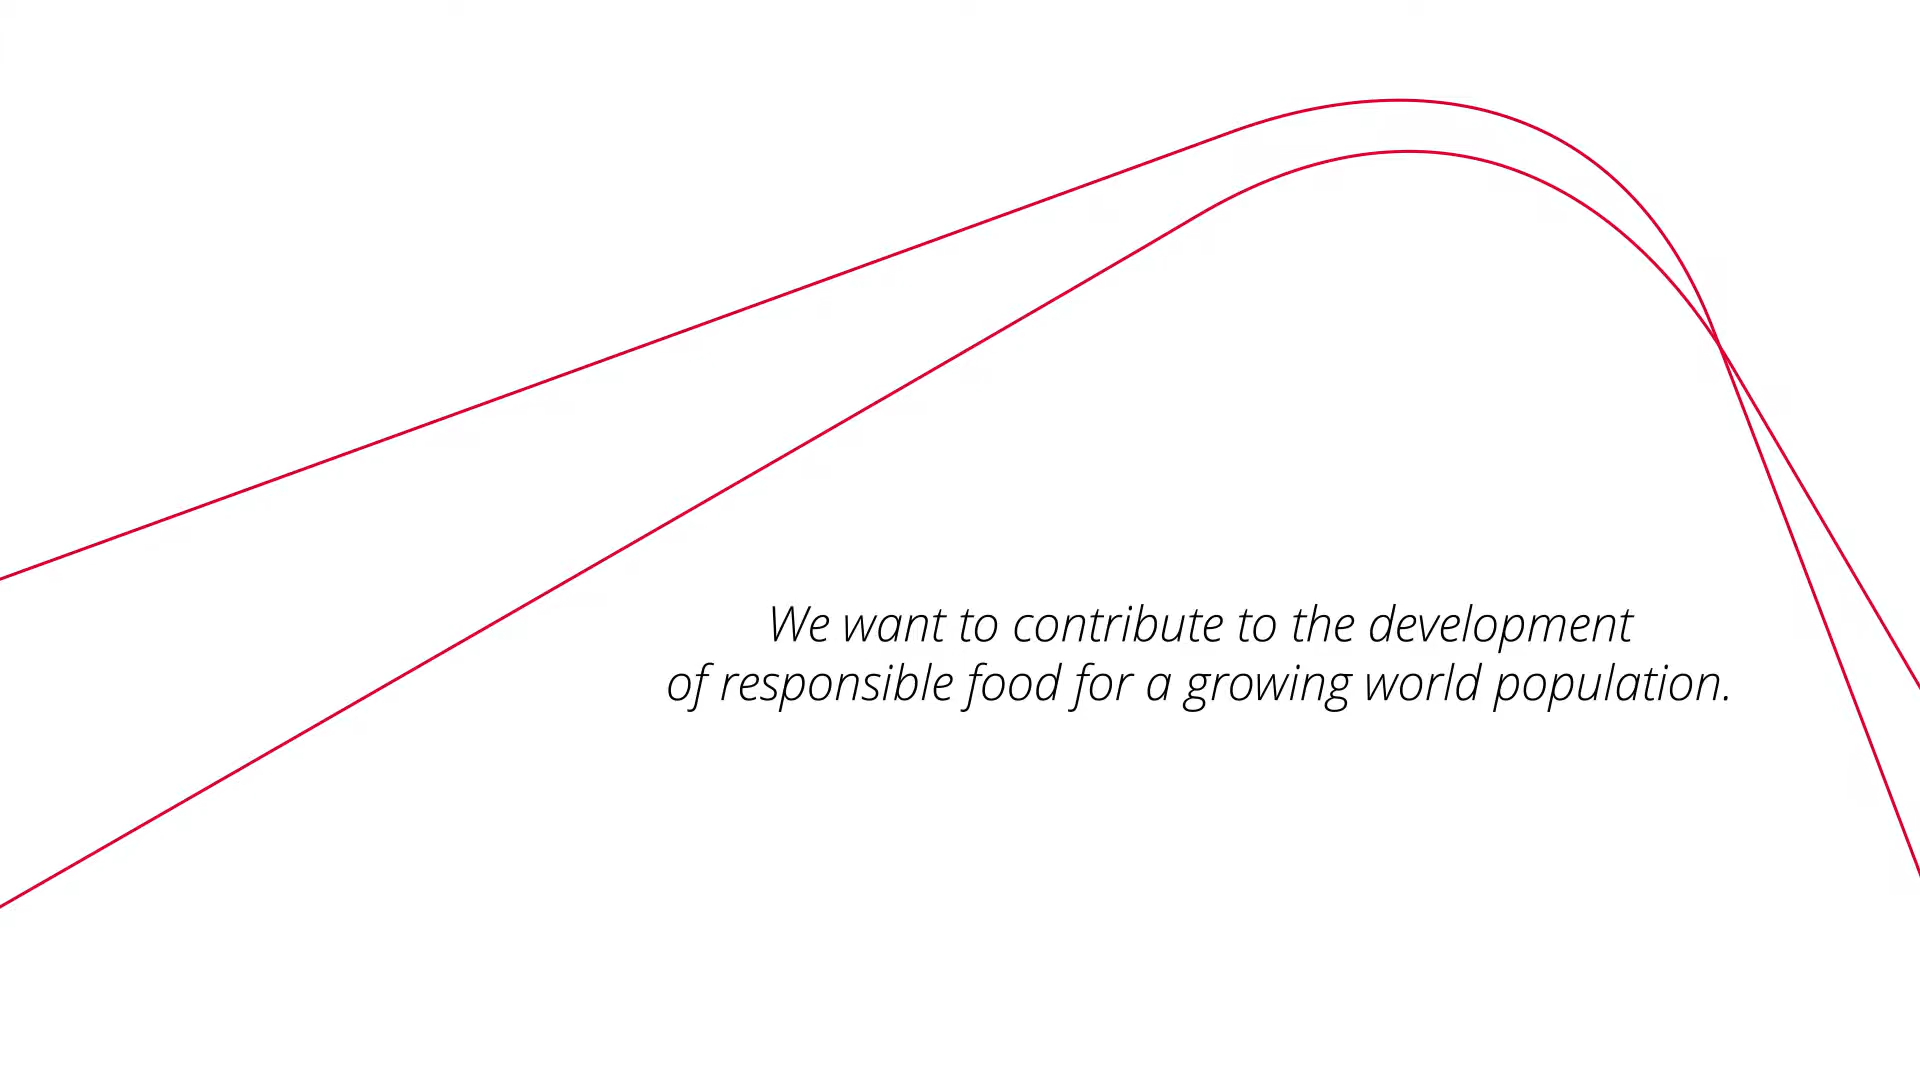 We want to contribute to the development
of responsible food for a growing world population.